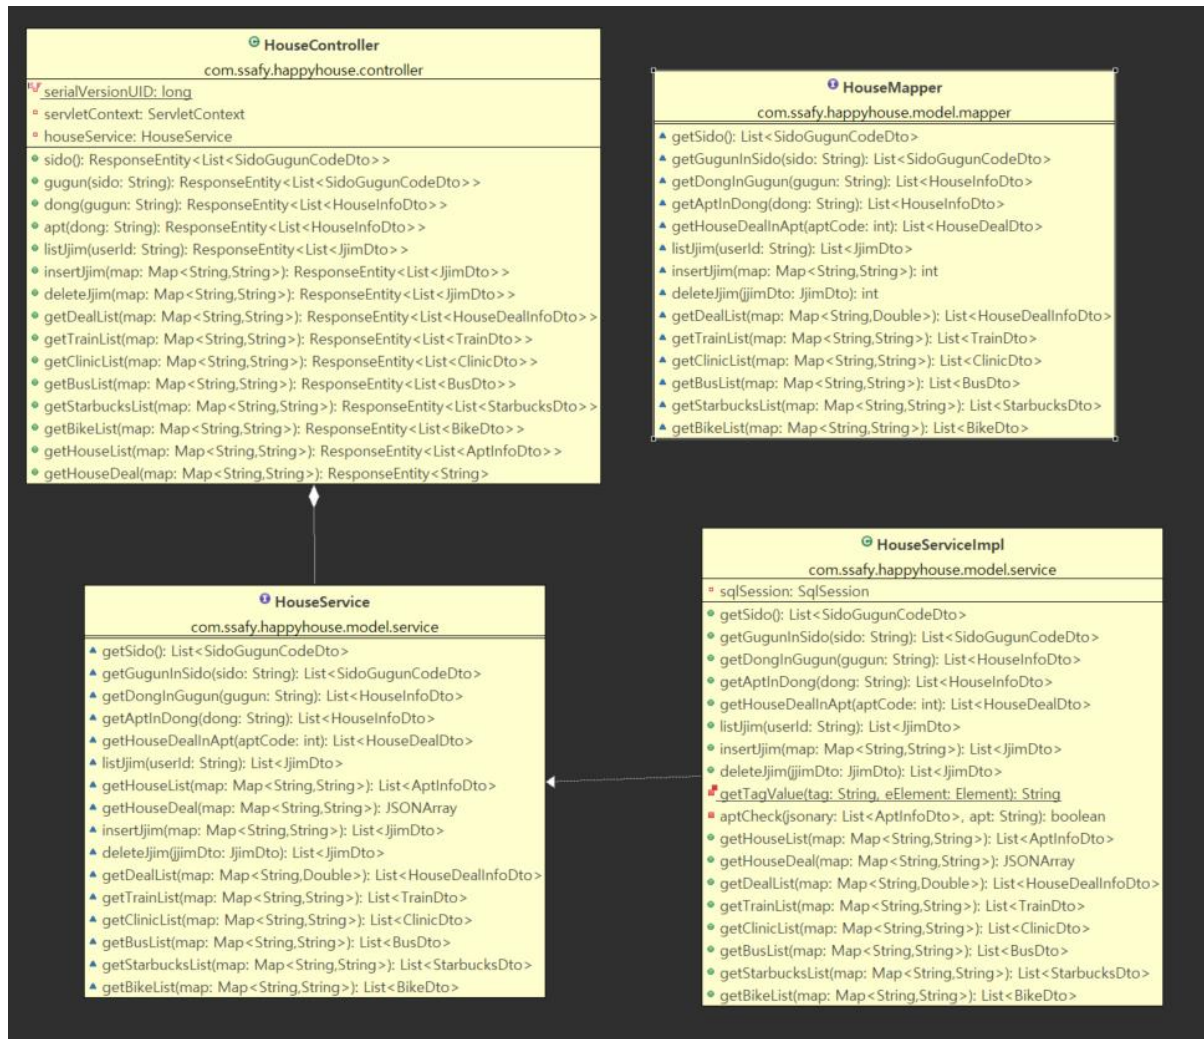 HouseController
com.ssafy.happyhouse.controller
serialVersionUID: long
servletContext: ServletContext
houseService: HouseService
sido(): ResponseEntity<List<SidoGugunCodeDto>>
gugun(sido: String): ResponseEntity<List<SidoGugunCodeDto>>
dong(gugun: String): ResponseEntity<List<HouseInfoDto>>
apt(dong: String): ResponseEntity<List<HouseInfoDto>>
listJjim(userId: String): ResponseEntity<List<JjimDto>>
insertJjim(map: Map<String,String>): ResponseEntity<List<JjimDto>>
deleteJjim(map: Map<String,String>): ResponseEntity<List<JjimDto>>
getDealList(map: Map<String,String>): ResponseEntity<List<HouseDealInfoDto>>
getTrainList(map: Map<String,String>): ResponseEntity<List<TrainDto>>
getClinicList(map: Map<String,String>): ResponseEntity<List<ClinicDto>>
getBusList(map: Map<String,String>): ResponseEntity<List<BusDto>>
getStarbucksList(map: Map<String,String>): ResponseEntity<List<StarbucksDto>>
getBikeList(map: Map<String,String>): ResponseEntity<List<BikeDto>>
getHouseList(map: Map<String,String>): ResponseEntity<List<AptInfoDto>>
getHouseDeal(map: Map<String,String>): ResponseEntity<String>
HouseMapper
com.ssafy.happyhouse.model.mapper
getSido(): List<SidoGugunCodeDto>
getGugunInSido(sido: String): List<SidoGugunCodeDto>
getDongInGugun(gugun: String): List<HouseInfoDto>
getAptInDong(dong: String): List<HouseInfoDto>
getHouseDealInApt(aptCode: int): List<HouseDealDto>
listJjim(userId: String): List<JjimDto>
insertJjim(map: Map<String,String>): int
deleteJjim(jjimDto: JjimDto): int
getDealList(map: Map<String,Double>): List<HouseDealInfoDto>
getTrainList(map: Map<String,String>): List<TrainDto>
getClinicList(map: Map<String,String>): List<ClinicDto>
getBusList(map: Map<String,String>): List<BusDto>
getStarbucksList(map: Map<String,String>): List<StarbucksDto>
getBikeList(map: Map<String,String>): List<BikeDto>
HouseService
com.ssafy.happyhouse.model.service
getSido(): List<SidoGugunCodeDto>
getGugunInSido(sido: String): List<SidoGugunCodeDto>
getDongInGugun(gugun: String): List<HouseInfoDto>
getAptInDong(dong: String): List<HouseInfoDto>
getHouseDealInApt(aptCode: int): List<HouseDealDto>
listJjim(userId: String): List<JjimDto>
getHouseList(map: Map<String,String>): List<AptInfoDto>
getHouseDeal(map: Map<String,String>): JSONArray
insertJjim(map: Map<String,String>): List<JjimDto>
deleteJjim(jjimDto: JjimDto): List<JjimDto>
getDealList(map: Map<String,Double>): List<HouseDealInfoDto>
getTrainList(map: Map<String,String>): List<TrainDto>
getClinicList(map: Map<String,String>): List<ClinicDto>
getBusList(map: Map<String,String>): List<BusDto>
getStarbucksList(map: Map<String,String>): List<StarbucksDto>
getBikeList(map: Map<String,String>): List<BikeDto>
HouseServiceImpl
com.ssafy.happyhouse.model.service
sqlSession: SqlSession
getSido(): List<SidoGugunCodeDto>
getGugunInSido(sido: String): List<SidoGugunCodeDto>
getDongInGugun(gugun: String): List<HouseInfoDto>
getAptInDong(dong: String): List<HouseInfoDto>
getHouseDealInApt(aptCode: int): List<HouseDealDto>
listJjim(userId: String): List<JjimDto>
insertJjim(map: Map<String,String>): List<JjimDto>
deleteJjim(jjimDto: JjimDto): List<JjimDto>
getTagValue(tag: String, eElement: Element): String
aptCheck(jsonary: List<AptInfoDto>, apt: String): boolean
getHouseList(map: Map<String,String>): List<AptInfoDto>
getHouseDeal(map: Map<String,String>): JSONArray
getDealList(map: Map<String,Double>): List<HouseDealInfoDto>
getTrainList(map: Map<String,String>): List<TrainDto>
getClinicList(map: Map<String,String>): List<ClinicDto>
getBusList(map: Map<String,String>): List<BusDto>
getStarbucksList(map: Map<String,String>): List<StarbucksDto>
getBikeList(map: Map<String,String>): List<BikeDto>